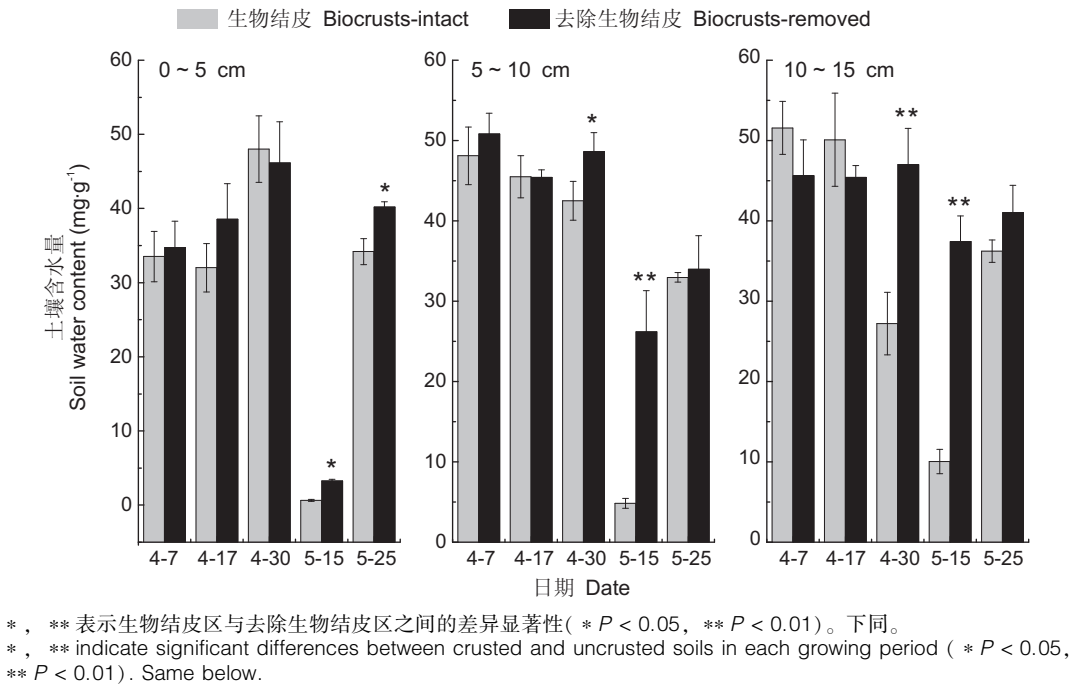 生物结皮 Biocrusts-intact 去除生物结皮 Biocrusts-removed
土壤含水量
Soil water content (mg·g⁻¹)
0 ~ 5 cm
60
50
40
30
20
10
0
*
*
4-7 4-17 4-30 5-15 5-25
5 ~ 10 cm
60
50
40
30
20
10
0
*
**
4-7 4-17 4-30 5-15 5-25
10 ~ 15 cm
60
50
40
30
20
10
0
**
**
4-7 4-17 4-30 5-15 5-25
日期 Date
*， ** 表示生物结皮区与去除生物结皮区之间的差异显著性( * P < 0.05， ** P < 0.01)。下同。
*， ** indicate significant differences between crusted and uncrusted soils in each growing period ( * P < 0.05,
** P < 0.01). Same below.